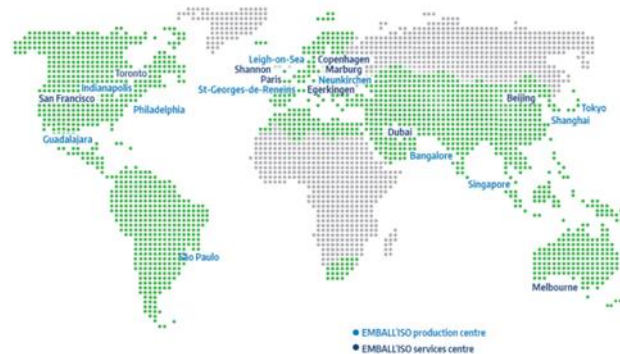 Leigh-on-Sea
Copenhagen
Shannon
Marburg
Toronto
Paris
Neunkirchen
Indianapolis
St-Georges-de-Reneins
Egerkingen
San Francisco
Beijing
Philadelphia
Tokyo
Shanghai
Guadalajara
Dubai
Bangalore
Singapore
São Paulo
Melbourne
EMBALL'ISO production centre
EMBALL'ISO services centre